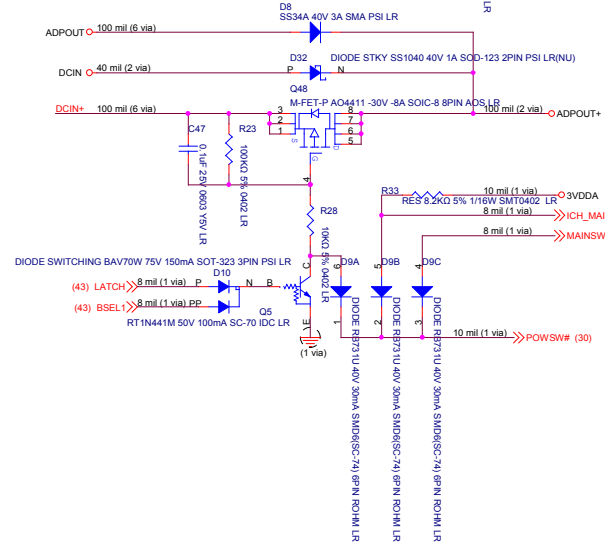 LR
D8
SS34A 40V 3A SMA PSI LR
ADPOUT 100 mil (6 via)
D32 DIODE STKY SS1040 40V 1A SOD-123 2PIN PSI LR(NU)
DCIN 40 mil (2 via) P N
Q48
M-FET-P AO4411 -30V -8A SOIC-8 8PIN AOS LR
DCIN+ 100 mil (6 via) 3 8 100 mil (2 via) ADPOUT+
2 7
1 6
5
S D
G
4
C47
0.1uF 25V 0603 Y5V LR
R23
100KΩ 5% 0402 LR
R33 10 mil (1 via) 3VDDA
RES 8.2KΩ 5% 1/16W SMT0402 LR
8 mil (1 via) ICH_MAI
R28
10KΩ 5% 0402 LR
8 mil (1 via) MAINSW
DIODE SWITCHING BAV70W 75V 150mA SOT-323 3PIN PSI LR
D9A D9B D9C
6 5 4
D10
(43) LATCH 8 mil (1 via) P N B C
(43) BSEL1 8 mil (1 via) PP
Q5
RT1N441M 50V 100mA SC-70 IDC LR
E
(1 via)
1 2 3
10 mil (1 via) POWSW# (30)
DIODE RB731U 40V 30mA SMD6(SC-74) 6PIN ROHM LR
DIODE RB731U 40V 30mA SMD6(SC-74) 6PIN ROHM LR
DIODE RB731U 40V 30mA SMD6(SC-74) 6PIN ROHM LR